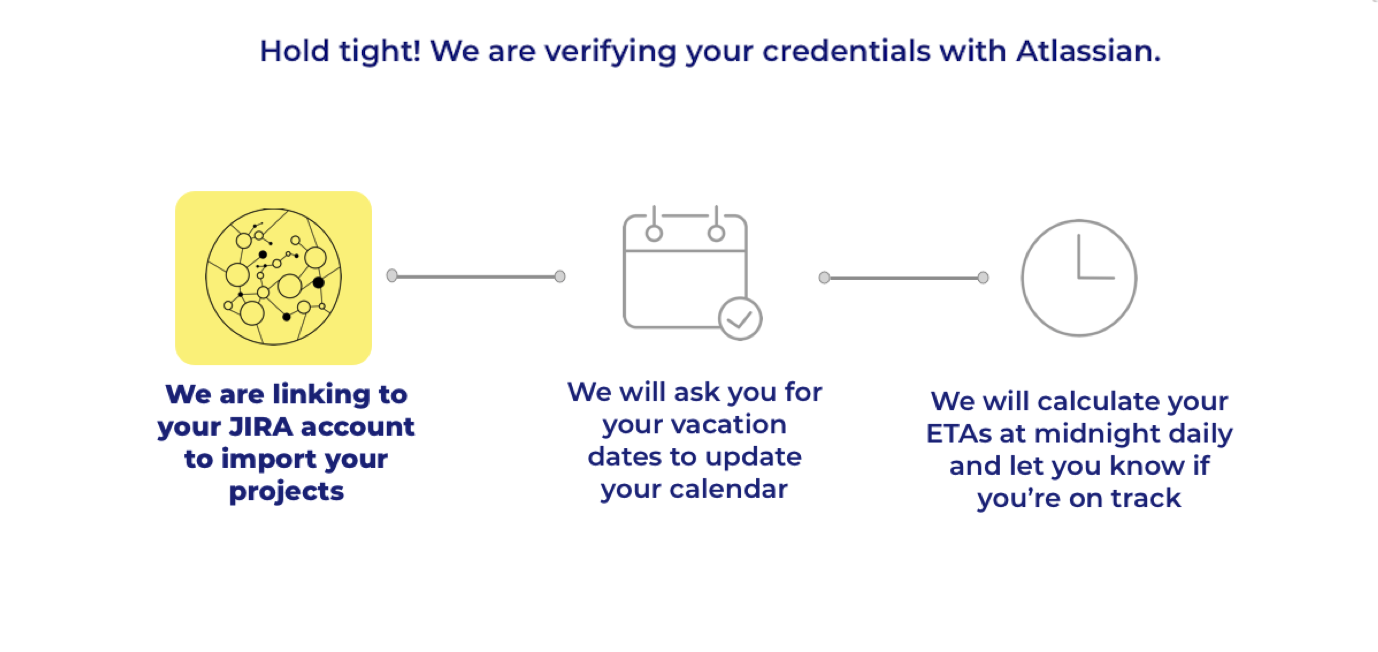 Hold tight! We are verifying your credentials with Atlassian.
We are linking to
your JIRA account
to import your
projects
We will ask you for
your vacation
dates to update
your calendar
We will calculate your
ETAs at midnight daily
and let you know if
you’re on track